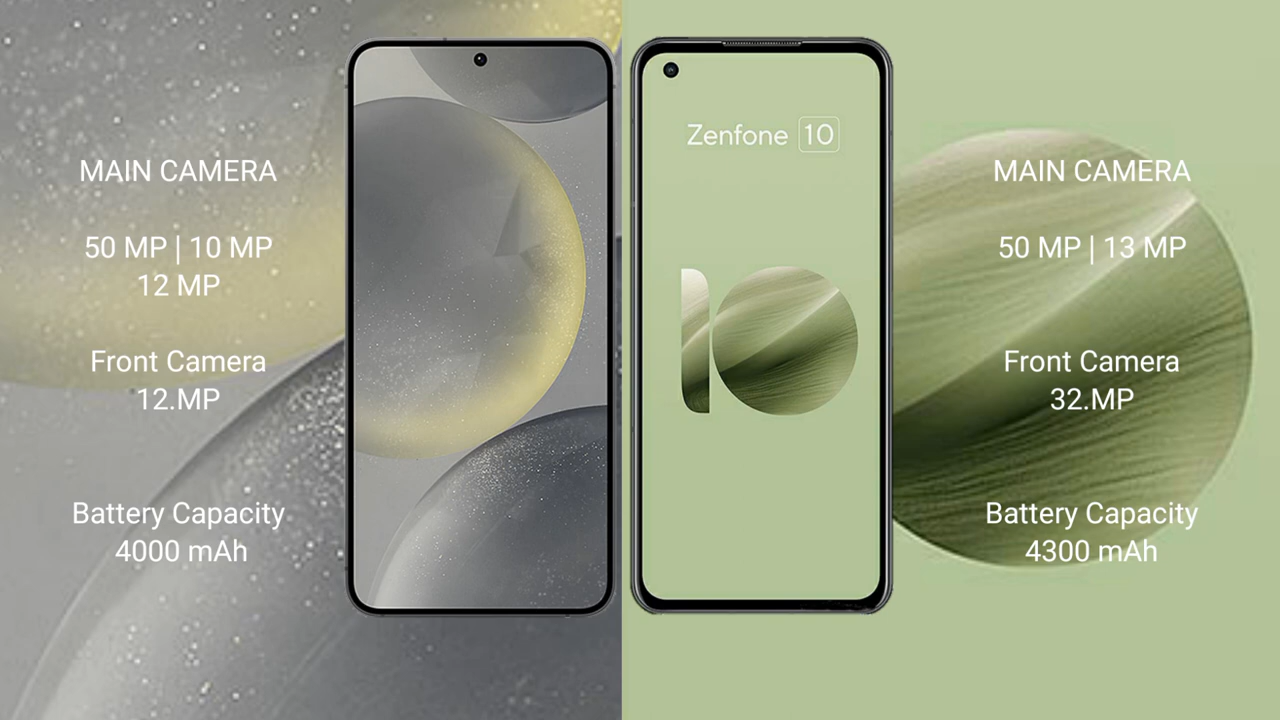 MAIN CAMERA
50 MP | 10 MP
12 MP
Front Camera
12.MP
Battery Capacity
4000 mAh
Zenfone 10
MAIN CAMERA
50 MP | 13 MP
Front Camera
32.MP
Battery Capacity
4300 mAh